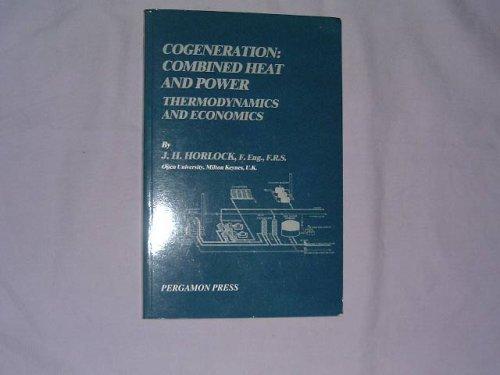 COGENERATION:
COMBINED HEAT
AND POWER
THERMODYNAMICS
AND ECONOMICS
By
J. H. HORLOCK, F. Eng., F.R.S.
Open University, Milton Keynes, U.K.
PERGAMON PRESS